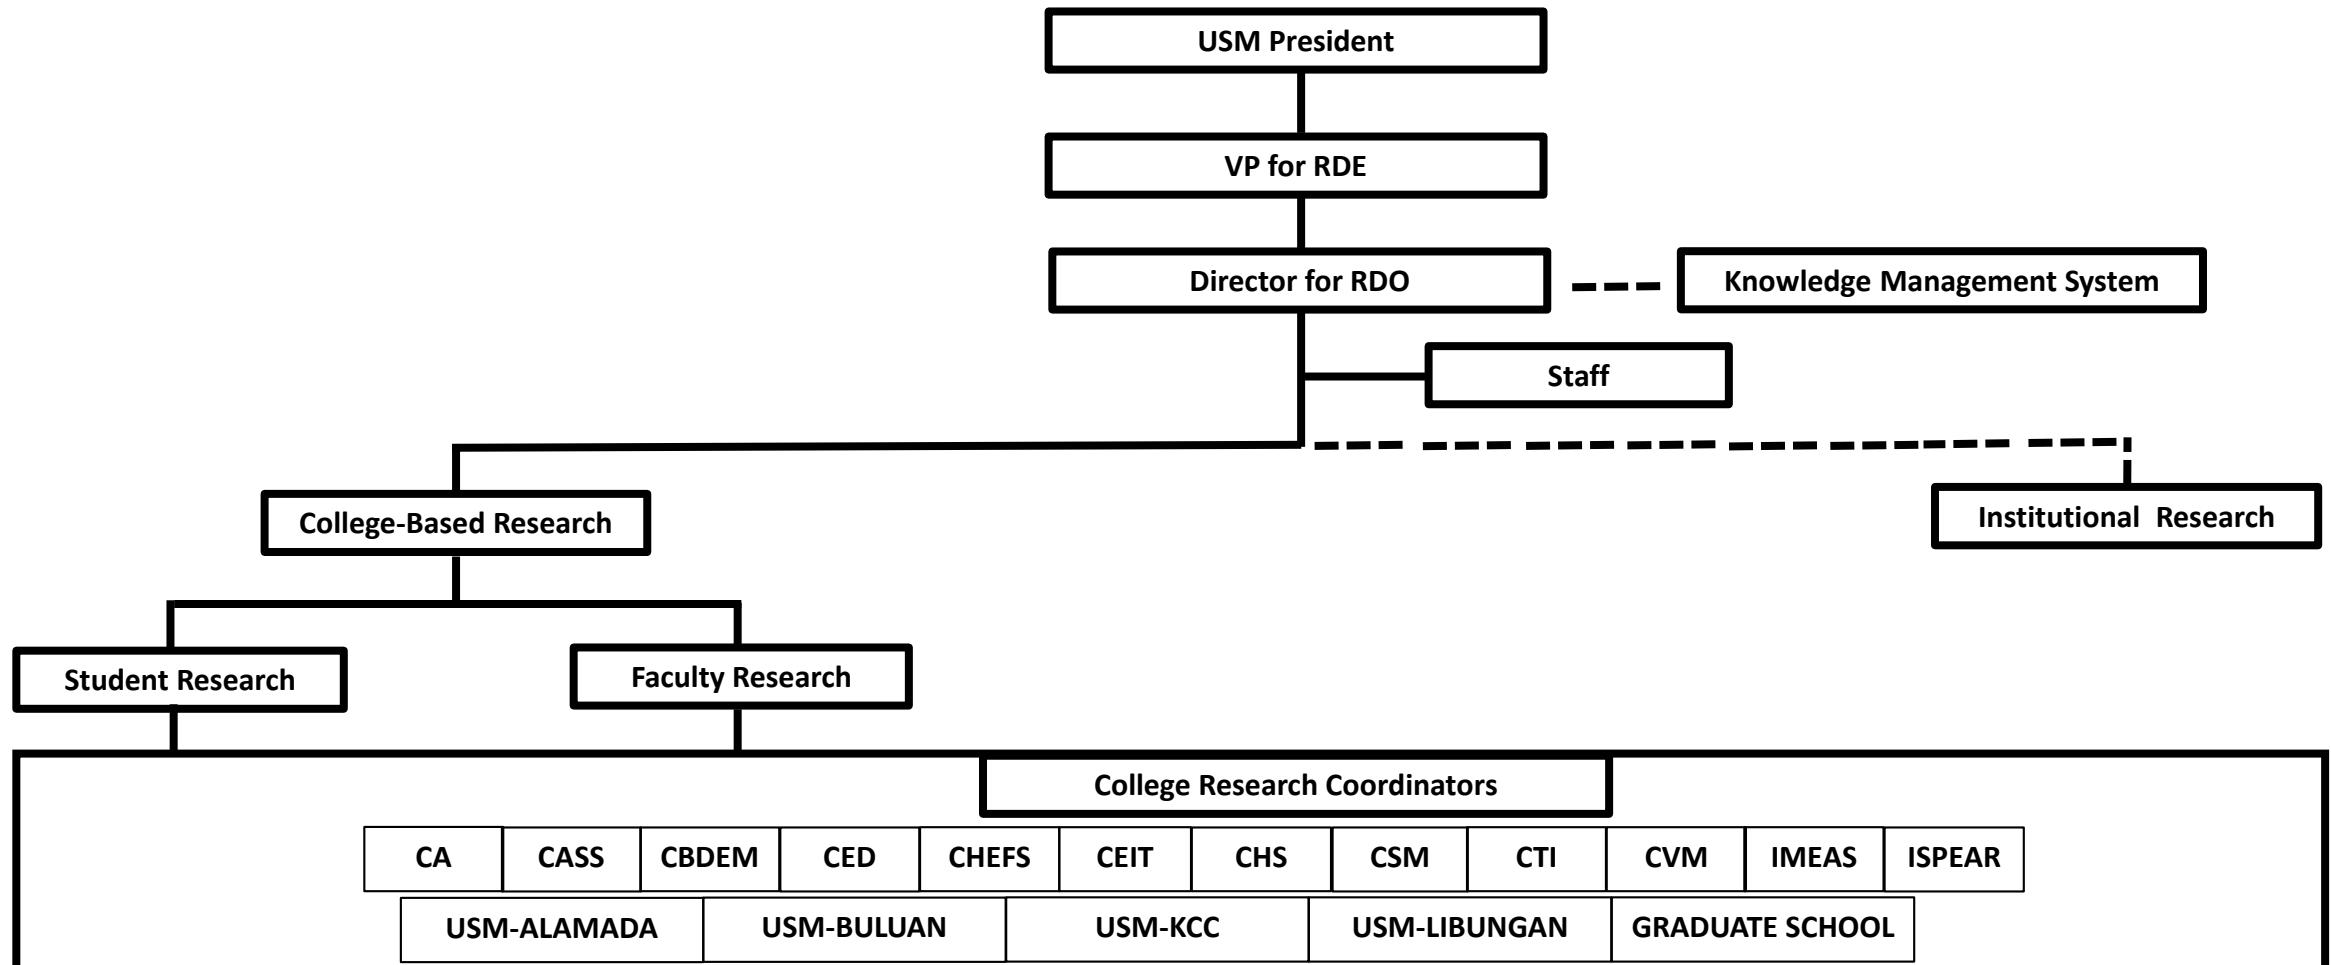 USM President
VP for RDE
Director for RDO
Knowledge Management System
Staff
College-Based Research
Institutional Research
Student Research
Faculty Research
College Research Coordinators
CA CASS CBDEM CED CHEFS CEIT CHS CSM CTI CVM IMEAS ISPEAR
USM-ALAMADA USM-BULUAN USM-KCC USM-LIBUNGAN GRADUATE SCHOOL